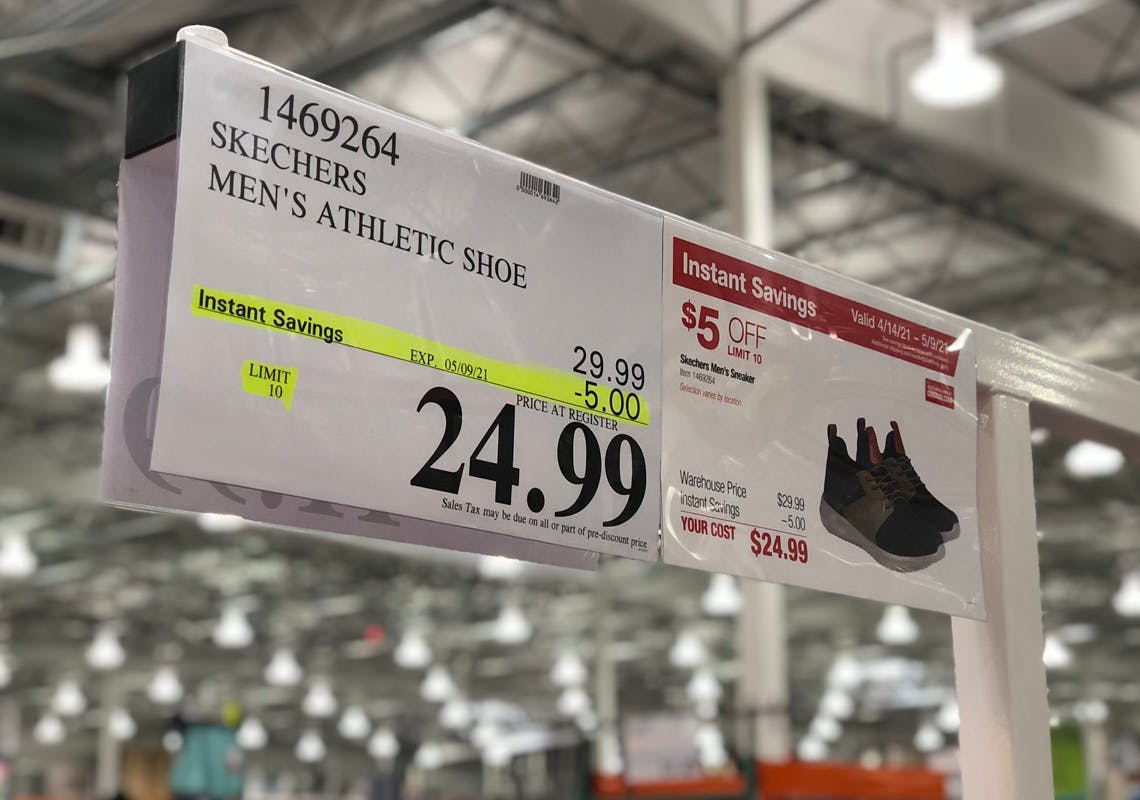 1469264
SKECHERS
MEN'S ATHLETIC SHOE
Instant Savings
EXP. 05/09/21
29.99
-5.00
LIMIT
10
PRICE AT REGISTER
24.99
Sales Tax may be due on all or part of pre-discount price
Instant Savings
Valid 4/14/21 - 5/9/21
$5 OFF
LIMIT 10
Skechers Men's Sneaker
Item 1469264
Selection varies by location
Warehouse Price $29.99
Instant Savings -5.00
YOUR COST $24.99